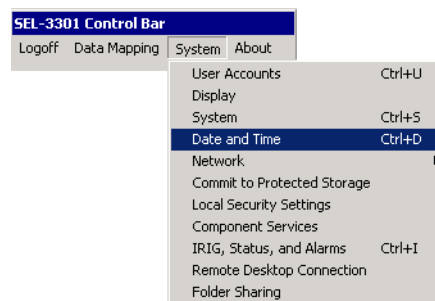 SEL-3301 Control Bar
Logoff Data Mapping System About
User Accounts Ctrl+U
Display
System Ctrl+S
Date and Time Ctrl+D
Network
Commit to Protected Storage
Local Security Settings
Component Services
IRIG, Status, and Alarms Ctrl+I
Remote Desktop Connection
Folder Sharing